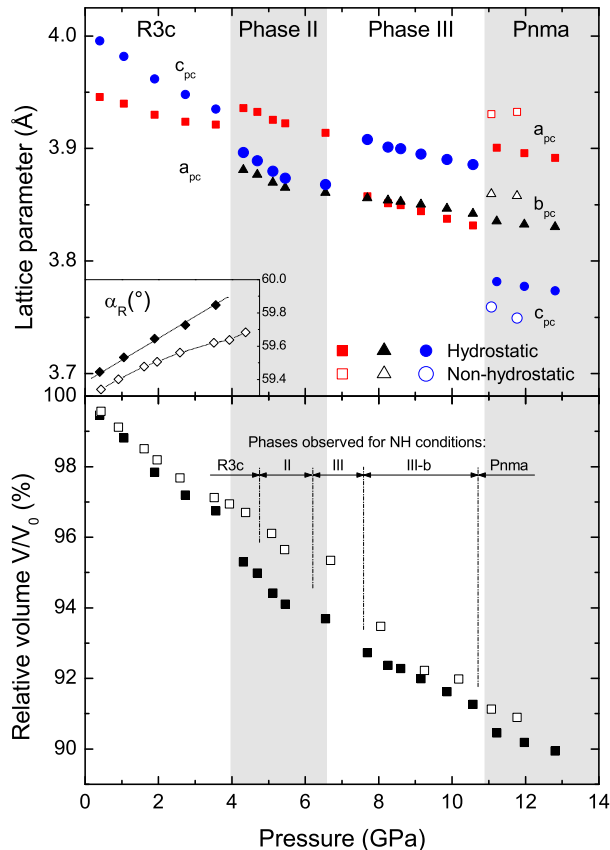 R3c Phase II Phase III Pnma
4.0
3.9
3.8
3.7
Lattice parameter (Å)
c_pc
a_pc
a_pc
b_pc
c_pc
α_R(°)
60.0
59.8
59.6
59.4
Hydrostatic
Non-hydrostatic
100
98
96
94
92
90
Relative volume V/V_0 (%)
Phases observed for NH conditions:
R3c II III III-b Pnma
0 2 4 6 8 10 12 14
Pressure (GPa)